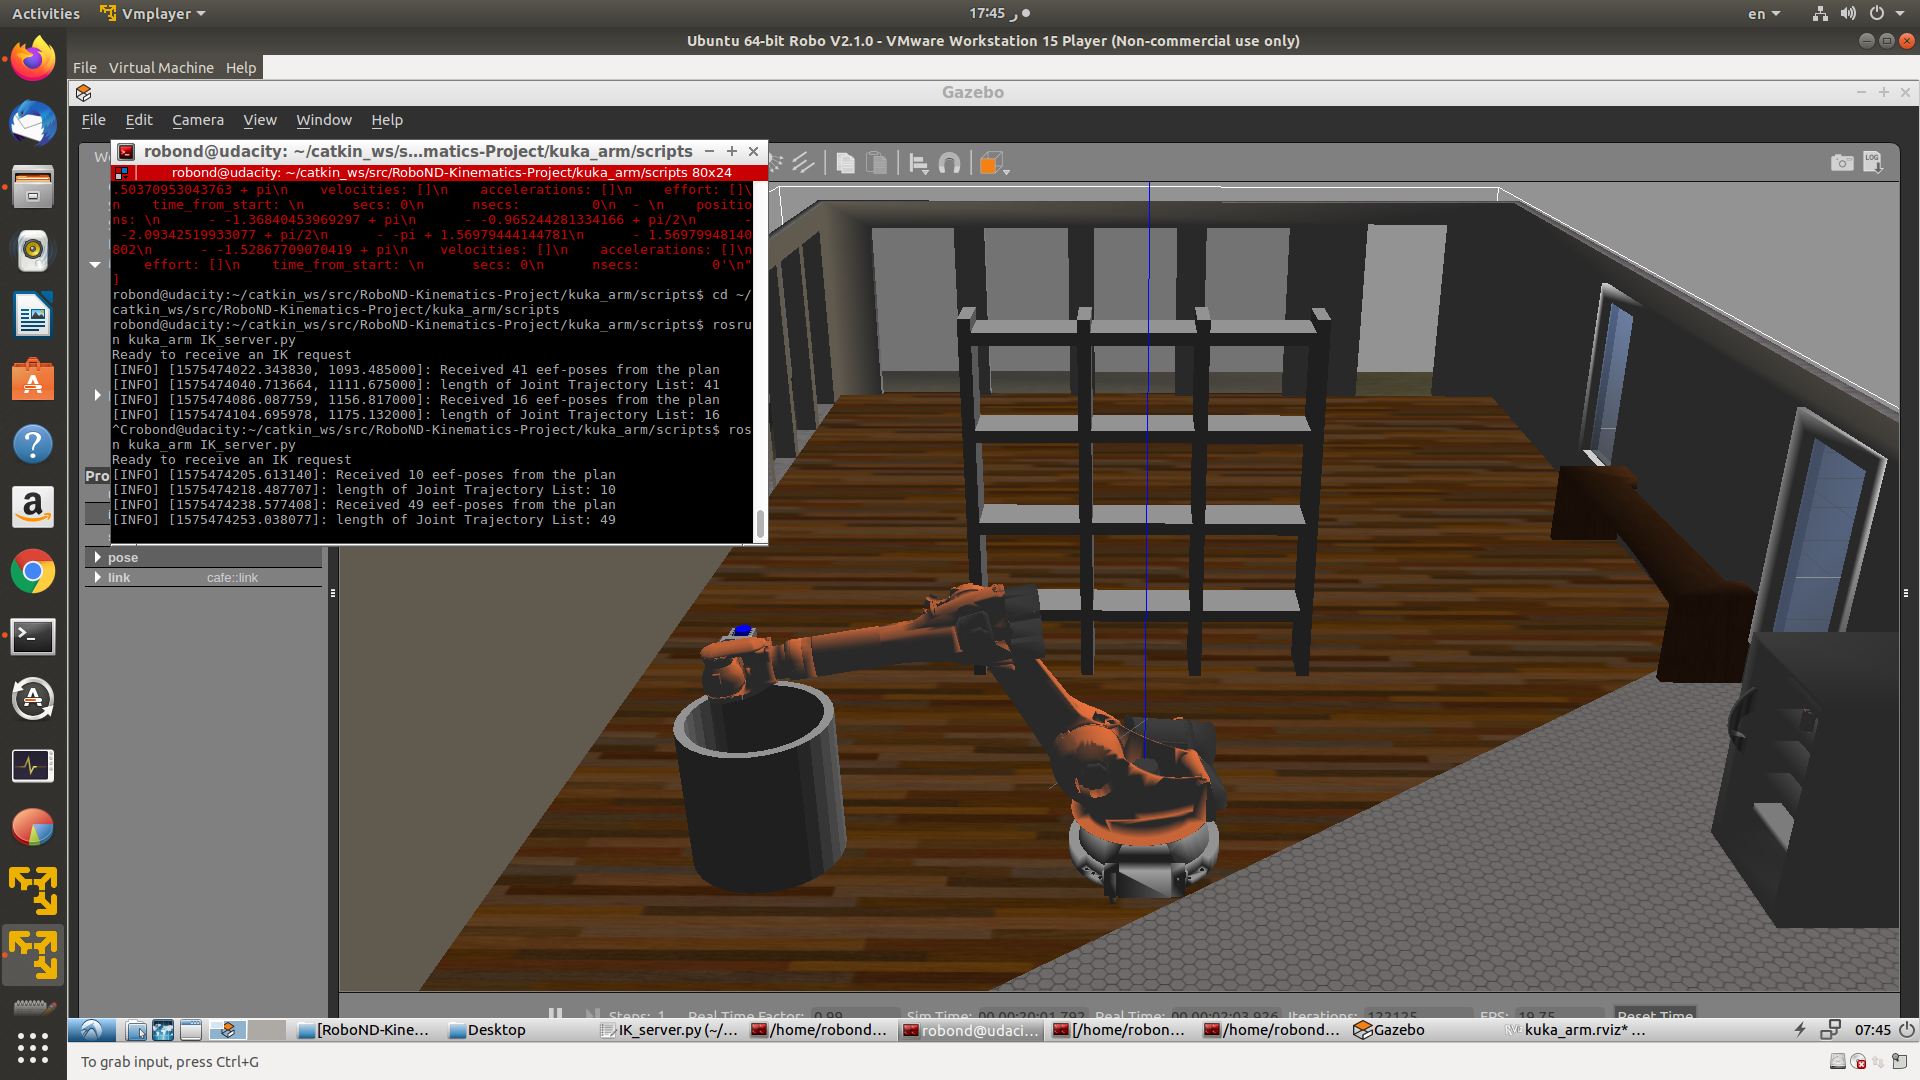 Activities
Vmplayer
17:45 ر
en
Ubuntu 64-bit Robo V2.1.0 - VMware Workstation 15 Player (Non-commercial use only)
File Virtual Machine Help
Gazebo
File Edit Camera View Window Help
robond@udacity: ~/catkin_ws/s...matics-Project/kuka_arm/scripts
robond@udacity: ~/catkin_ws/src/RoboND-Kinematics-Project/kuka_arm/scripts 80x24
.50370953043763 + pi\n    velocities: []\n    accelerations: []\n    effort: []\
n    time_from_start: \n      secs: 0\n      nsecs:         0\n  - \n    positio
ns: \n      - -1.36840453969297 + pi\n      - -0.965244281334166 + pi/2\n      -
 -2.09342519933077 + pi/2\n      - -pi + 1.56979444144781\n      - 1.56979948140
802\n      - -1.52867709070419 + pi\n    velocities: []\n    accelerations: []\n
    effort: []\n    time_from_start: \n      secs: 0\n      nsecs:         0'\n"
]
robond@udacity:~/catkin_ws/src/RoboND-Kinematics-Project/kuka_arm/scripts$ cd ~/
catkin_ws/src/RoboND-Kinematics-Project/kuka_arm/scripts
robond@udacity:~/catkin_ws/src/RoboND-Kinematics-Project/kuka_arm/scripts$ rosru
n kuka_arm IK_server.py
Ready to receive an IK request
[INFO] [1575474022.343830, 1093.485000]: Received 41 eef-poses from the plan
[INFO] [1575474040.713664, 1111.675000]: length of Joint Trajectory List: 41
[INFO] [1575474086.087759, 1156.817000]: Received 16 eef-poses from the plan
[INFO] [1575474104.695978, 1175.132000]: length of Joint Trajectory List: 16
^Crobond@udacity:~/catkin_ws/src/RoboND-Kinematics-Project/kuka_arm/scripts$ ros
n kuka_arm IK_server.py
Ready to receive an IK request
[INFO] [1575474205.613140]: Received 10 eef-poses from the plan
[INFO] [1575474218.487707]: length of Joint Trajectory List: 10
[INFO] [1575474238.577408]: Received 49 eef-poses from the plan
[INFO] [1575474253.038077]: length of Joint Trajectory List: 49
LOG
Pro
pose
link cafe::link
Steps: 1 Real Time Factor: 0.99 Sim Time: 00:00:20:01.792 Real Time: 00:00:02:03.926 Iterations: 122125 FPS: 19.75 Reset Time
[RoboND-Kine...
Desktop
IK_server.py (~/...
/home/robond...
robond@udaci...
[/home/robon...
/home/robond...
Gazebo
kuka_arm.rviz* ...
07:45
To grab input, press Ctrl+G